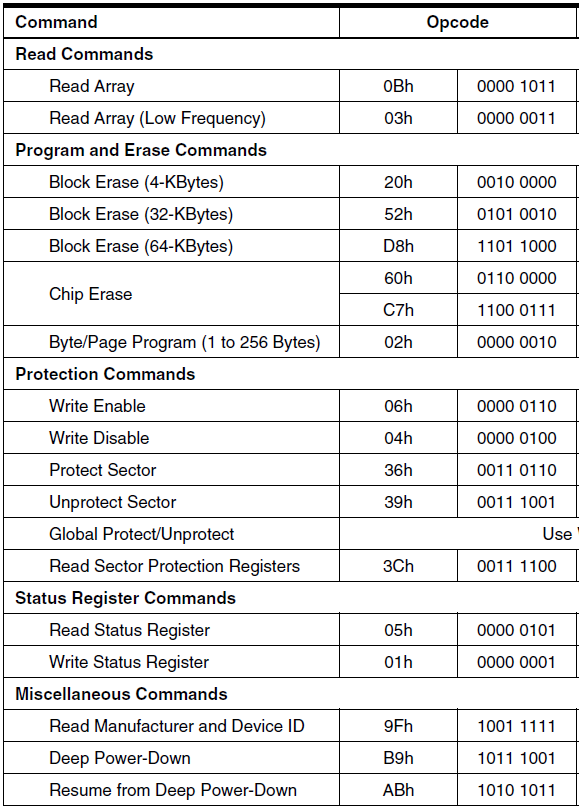 Command Opcode
Read Commands
Read Array 0Bh 0000 1011
Read Array (Low Frequency) 03h 0000 0011
Program and Erase Commands
Block Erase (4-KBytes) 20h 0010 0000
Block Erase (32-KBytes) 52h 0101 0010
Block Erase (64-KBytes) D8h 1101 1000
Chip Erase 60h 0110 0000
C7h 1100 0111
Byte/Page Program (1 to 256 Bytes) 02h 0000 0010
Protection Commands
Write Enable 06h 0000 0110
Write Disable 04h 0000 0100
Protect Sector 36h 0011 0110
Unprotect Sector 39h 0011 1001
Global Protect/Unprotect Use
Read Sector Protection Registers 3Ch 0011 1100
Status Register Commands
Read Status Register 05h 0000 0101
Write Status Register 01h 0000 0001
Miscellaneous Commands
Read Manufacturer and Device ID 9Fh 1001 1111
Deep Power-Down B9h 1011 1001
Resume from Deep Power-Down ABh 1010 1011